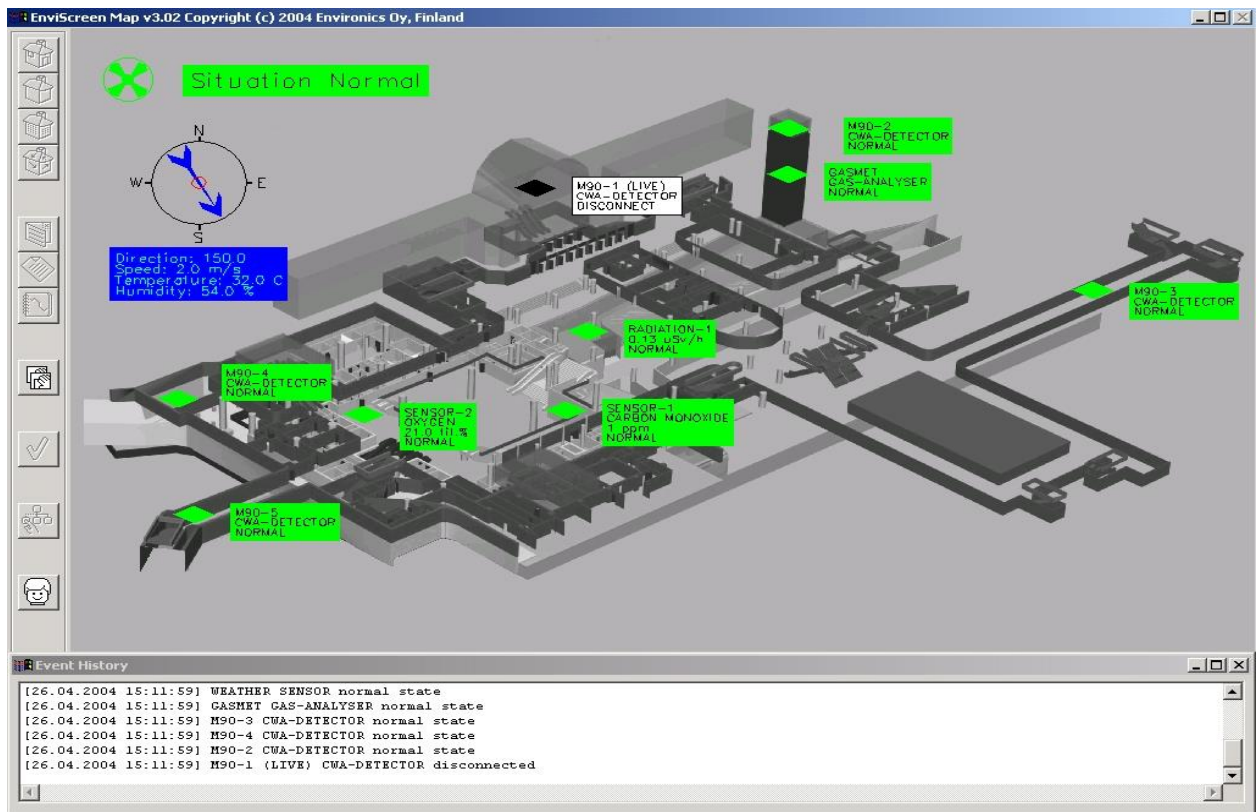 EnviScreen Map v3.02 Copyright (c) 2004 Environics Oy, Finland
Situation Normal
N
W
E
S
Direction: 150.0
Speed: 2.0 m/s
Temperature: 32.0 C
Humidity: 54.0 %
M90-1 (LIVE)
CWA-DETECTOR
DISCONNECT
M90-2
CWA-DETECTOR
NORMAL
GASMET
GAS-ANALYSER
NORMAL
M90-3
CWA-DETECTOR
NORMAL
RADIATION-1
0.13 uSv/h
NORMAL
M90-4
CWA-DETECTOR
NORMAL
SENSOR-2
OXYGEN
21.0 til.%
NORMAL
SENSOR-1
CARBON MONOXIDE
1 ppm
NORMAL
M90-5
CWA-DETECTOR
NORMAL
Event History
[26.04.2004 15:11:59] WEATHER SENSOR normal state
[26.04.2004 15:11:59] GASMET GAS-ANALYSER normal state
[26.04.2004 15:11:59] M90-3 CWA-DETECTOR normal state
[26.04.2004 15:11:59] M90-4 CWA-DETECTOR normal state
[26.04.2004 15:11:59] M90-2 CWA-DETECTOR normal state
[26.04.2004 15:11:59] M90-1 (LIVE) CWA-DETECTOR disconnected